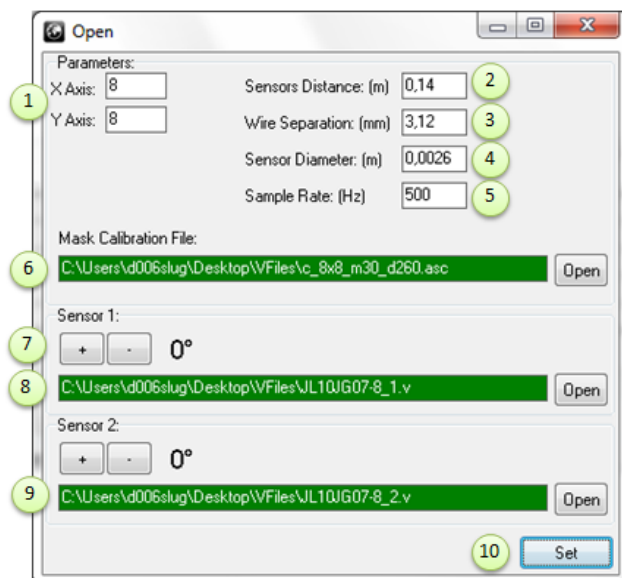 Open
Parameters:
1 X Axis: 8 Sensors Distance: (m) 0,14 2
Y Axis: 8 Wire Separation: (mm) 3,12 3
Sensor Diameter: (m) 0,0026 4
Sample Rate: (Hz) 500 5
Mask Calibration File:
6 C:\Users\d006slug\Desktop\VFiles\c_8x8_m30_d260.asc Open
Sensor 1:
7 + - 0°
8 C:\Users\d006slug\Desktop\VFiles\JL10JG07-8_1.v Open
Sensor 2:
+ - 0°
9 C:\Users\d006slug\Desktop\VFiles\JL10JG07-8_2.v Open
10 Set